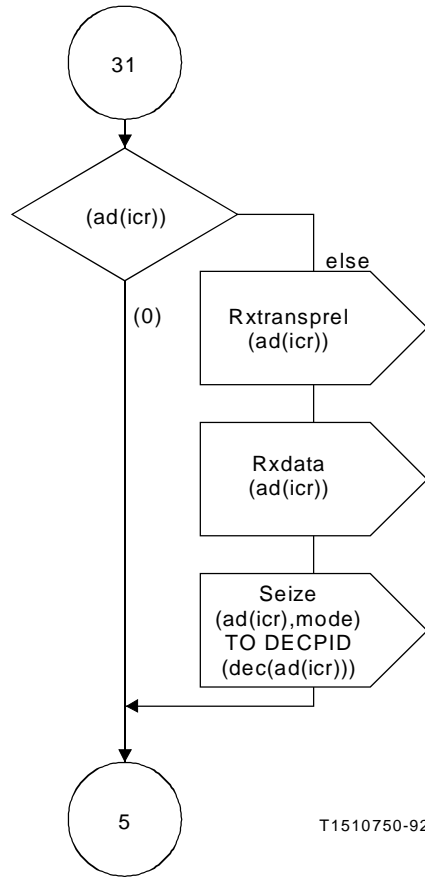 31
(ad(icr))
else
(0)
Rxtransprel
(ad(icr))
Rxdata
(ad(icr))
Seize
(ad(icr),mode)
TO DECPID
(dec(ad(icr)))
5
T1510750-92